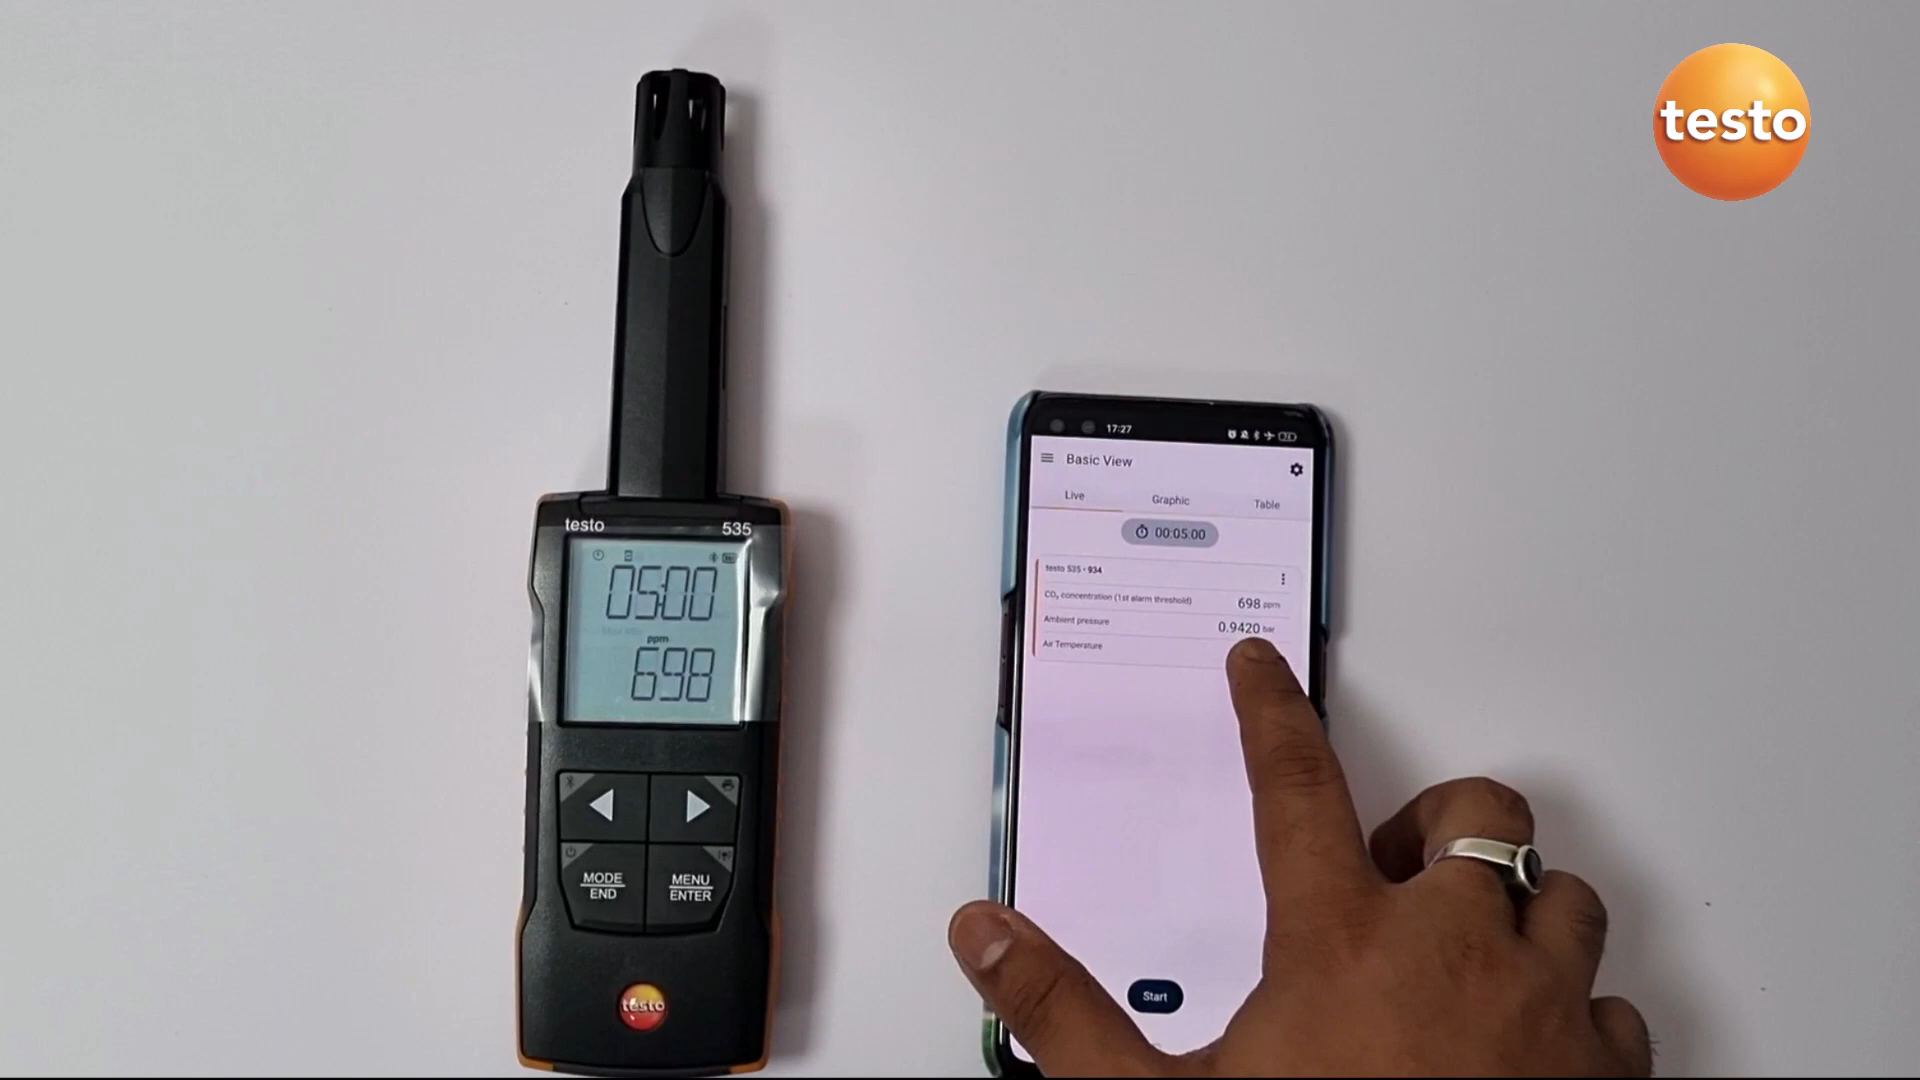 testo
testo 535
05:00
ppm
698
MODE
END
MENU
ENTER
testo
17:27
Basic View
Live Graphic Table
00:05:00
testo 535 • 934
CO₂ concentration (1st alarm threshold) 698 ppm
Ambient pressure 0.9420 bar
Air Temperature
Start